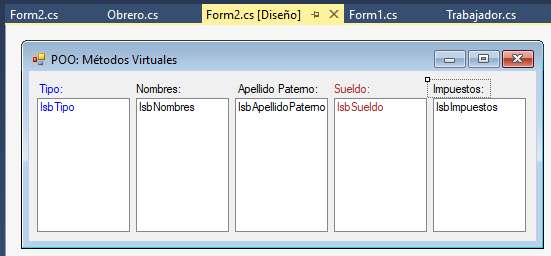 Form2.cs Obrero.cs Form2.cs [Diseño] Form1.cs Trabajador.cs
POO: Métodos Virtuales
Tipo: Nombres: Apellido Paterno: Sueldo: Impuestos:
lsbTipo lsbNombres lsbApellidoPaterno lsbSueldo lsbImpuestos